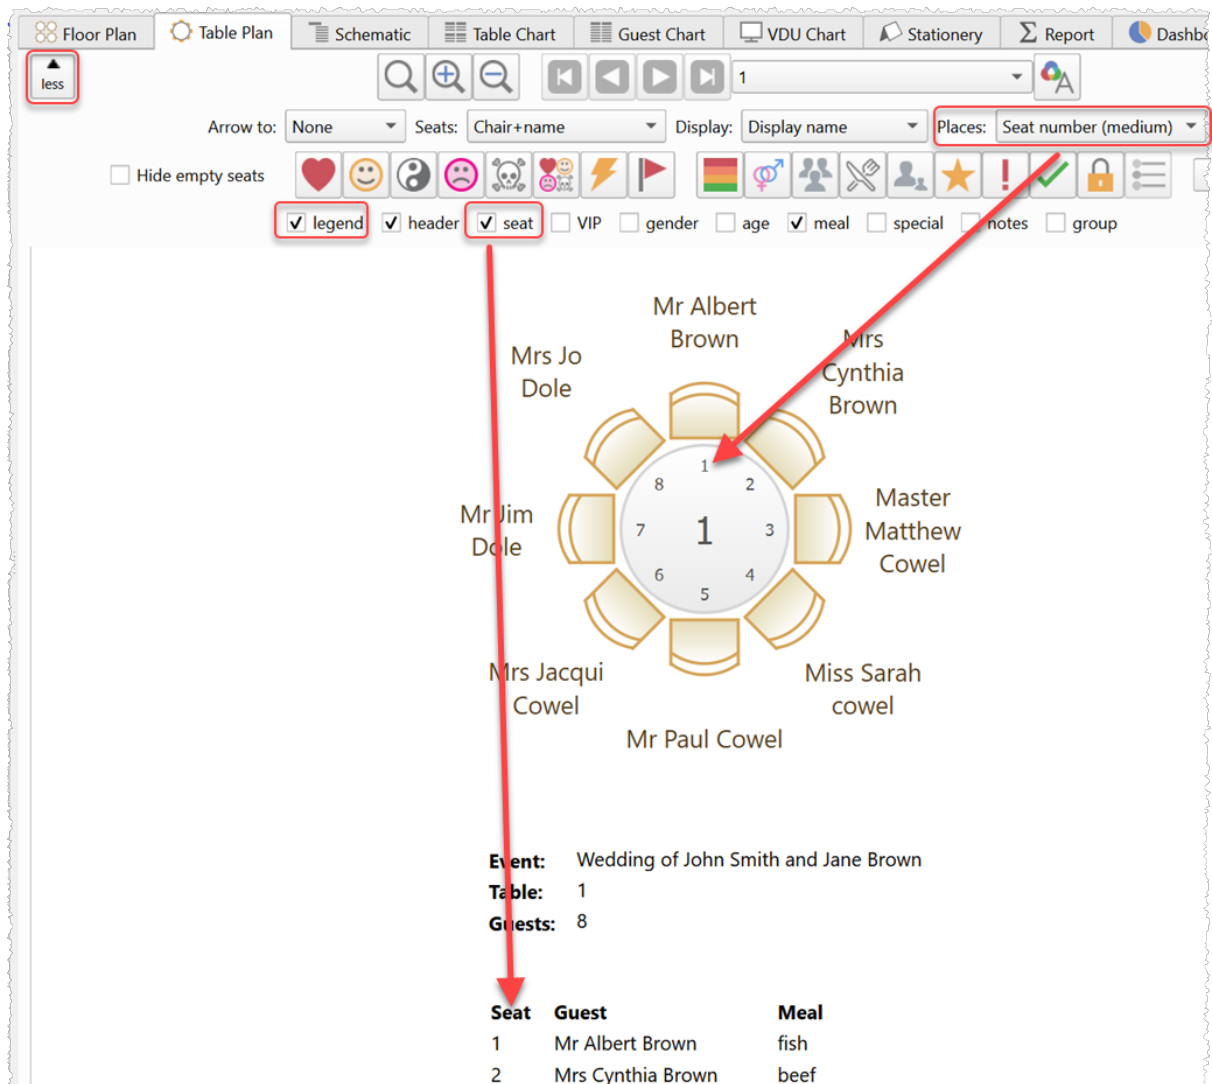 Floor Plan Table Plan Schematic Table Chart Guest Chart VDU Chart Stationery Report
less
1
Arrow to: None Seats: Chair+name Display: Display name Places: Seat number (medium)
Hide empty seats
legend header seat VIP gender age meal special notes group
Mr Albert
Brown
Mrs
Cynthia
Brown
Mrs Jo
Dole
Master
Matthew
Cowel
Mr Jim
Dole
1
2
3
4
5
6
7
8
1
Mrs Jacqui
Cowel
Miss Sarah
cowel
Mr Paul Cowel
Event: Wedding of John Smith and Jane Brown
Table: 1
Guests: 8
Seat Guest Meal
1 Mr Albert Brown fish
2 Mrs Cynthia Brown beef